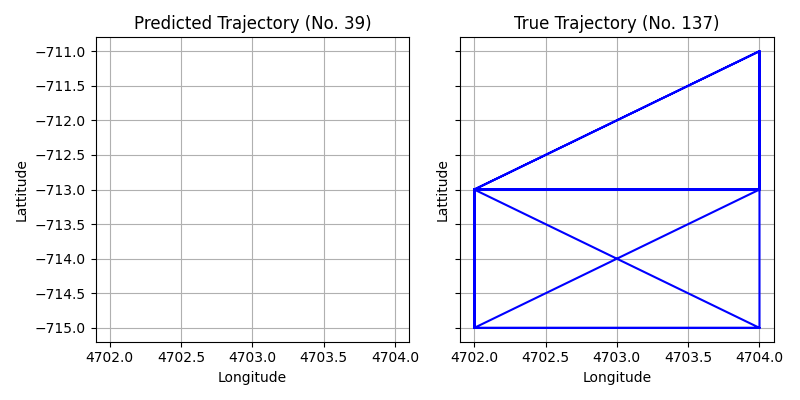 Predicted Trajectory (No. 39)
True Trajectory (No. 137)
−711.0
−711.5
−712.0
−712.5
−713.0
−713.5
−714.0
−714.5
−715.0
Lattitude
Lattitude
4702.0 4702.5 4703.0 4703.5 4704.0
4702.0 4702.5 4703.0 4703.5 4704.0
Longitude
Longitude